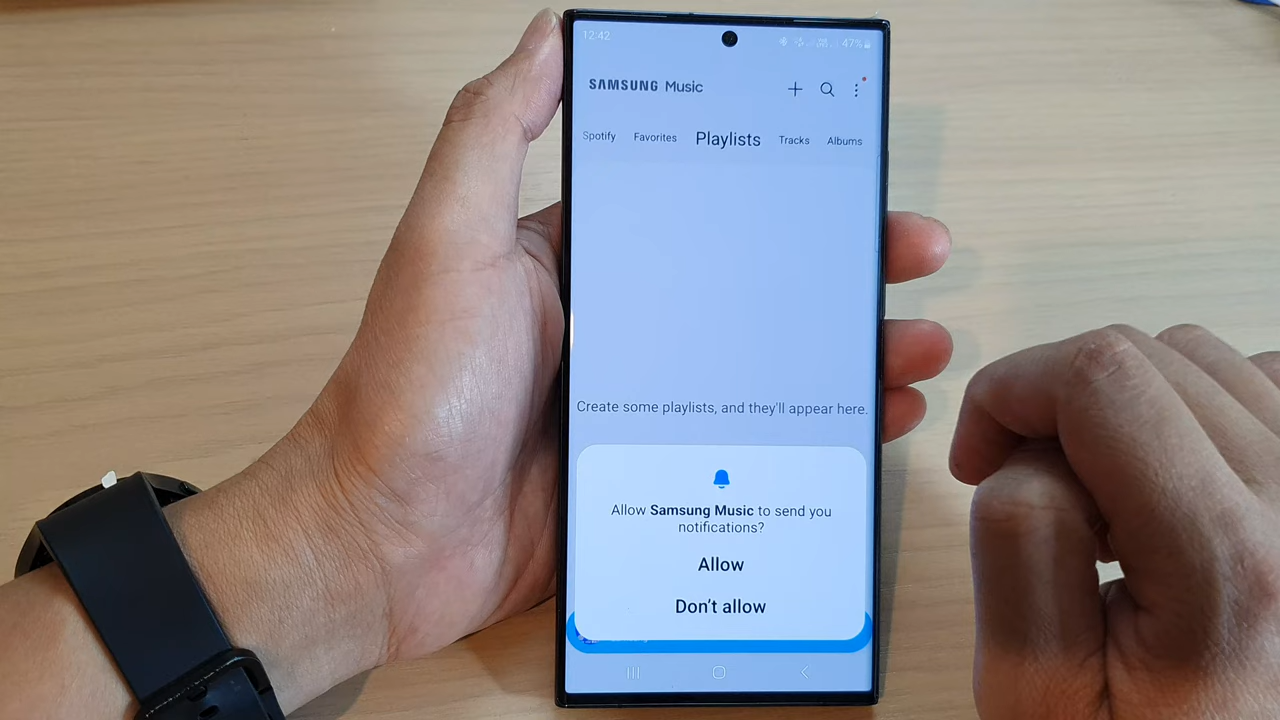 12:42
47%
SAMSUNG Music
Spotify Favorites Playlists Tracks Albums
Create some playlists, and they'll appear here.
Allow Samsung Music to send you
notifications?
Allow
Don't allow